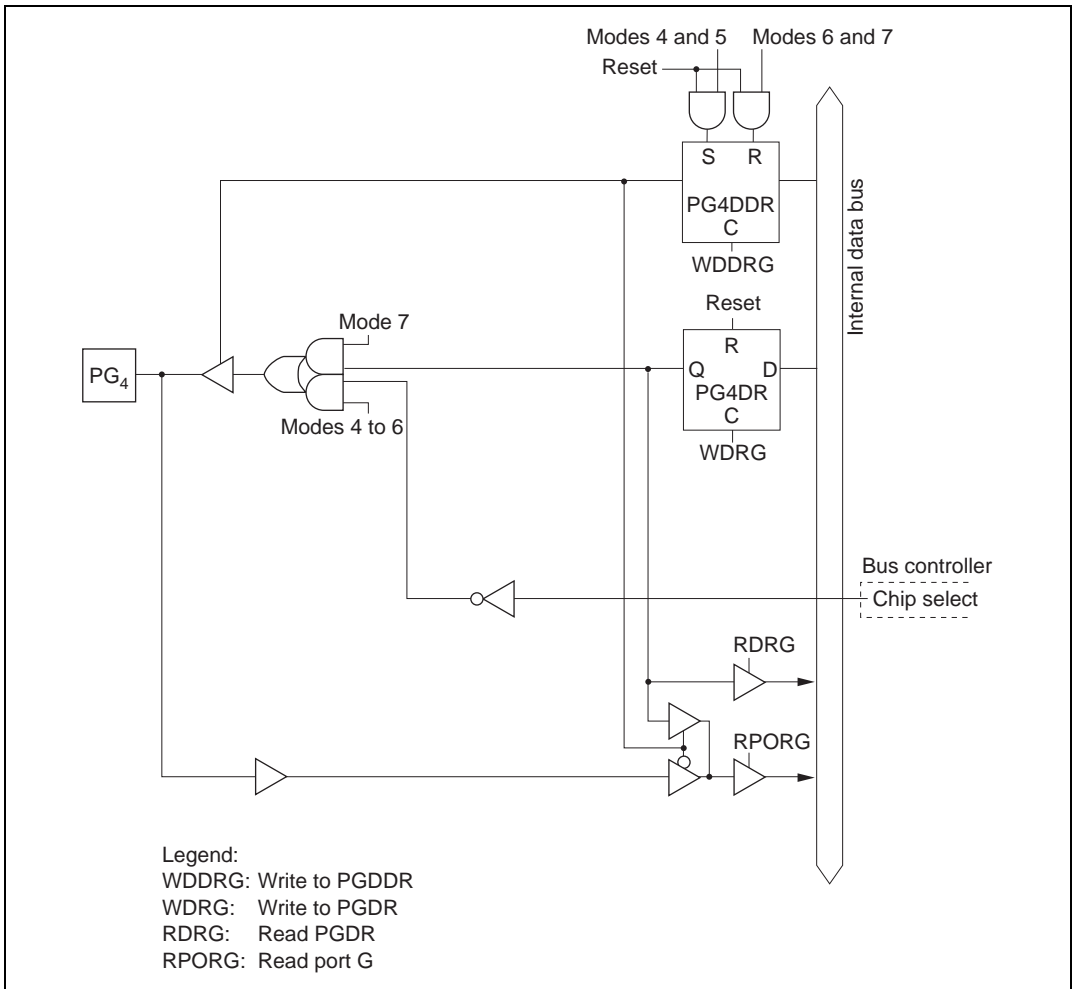 Modes 4 and 5 Modes 6 and 7
Reset
S R
PG4DDR
C
WDDRG
Internal data bus
Reset
Mode 7
R
PG4
Q D
PG4DR
C
Modes 4 to 6
WDRG
Bus controller
Chip select
RDRG
RPORG
Legend:
WDDRG: Write to PGDDR
WDRG: Write to PGDR
RDRG: Read PGDR
RPORG: Read port G